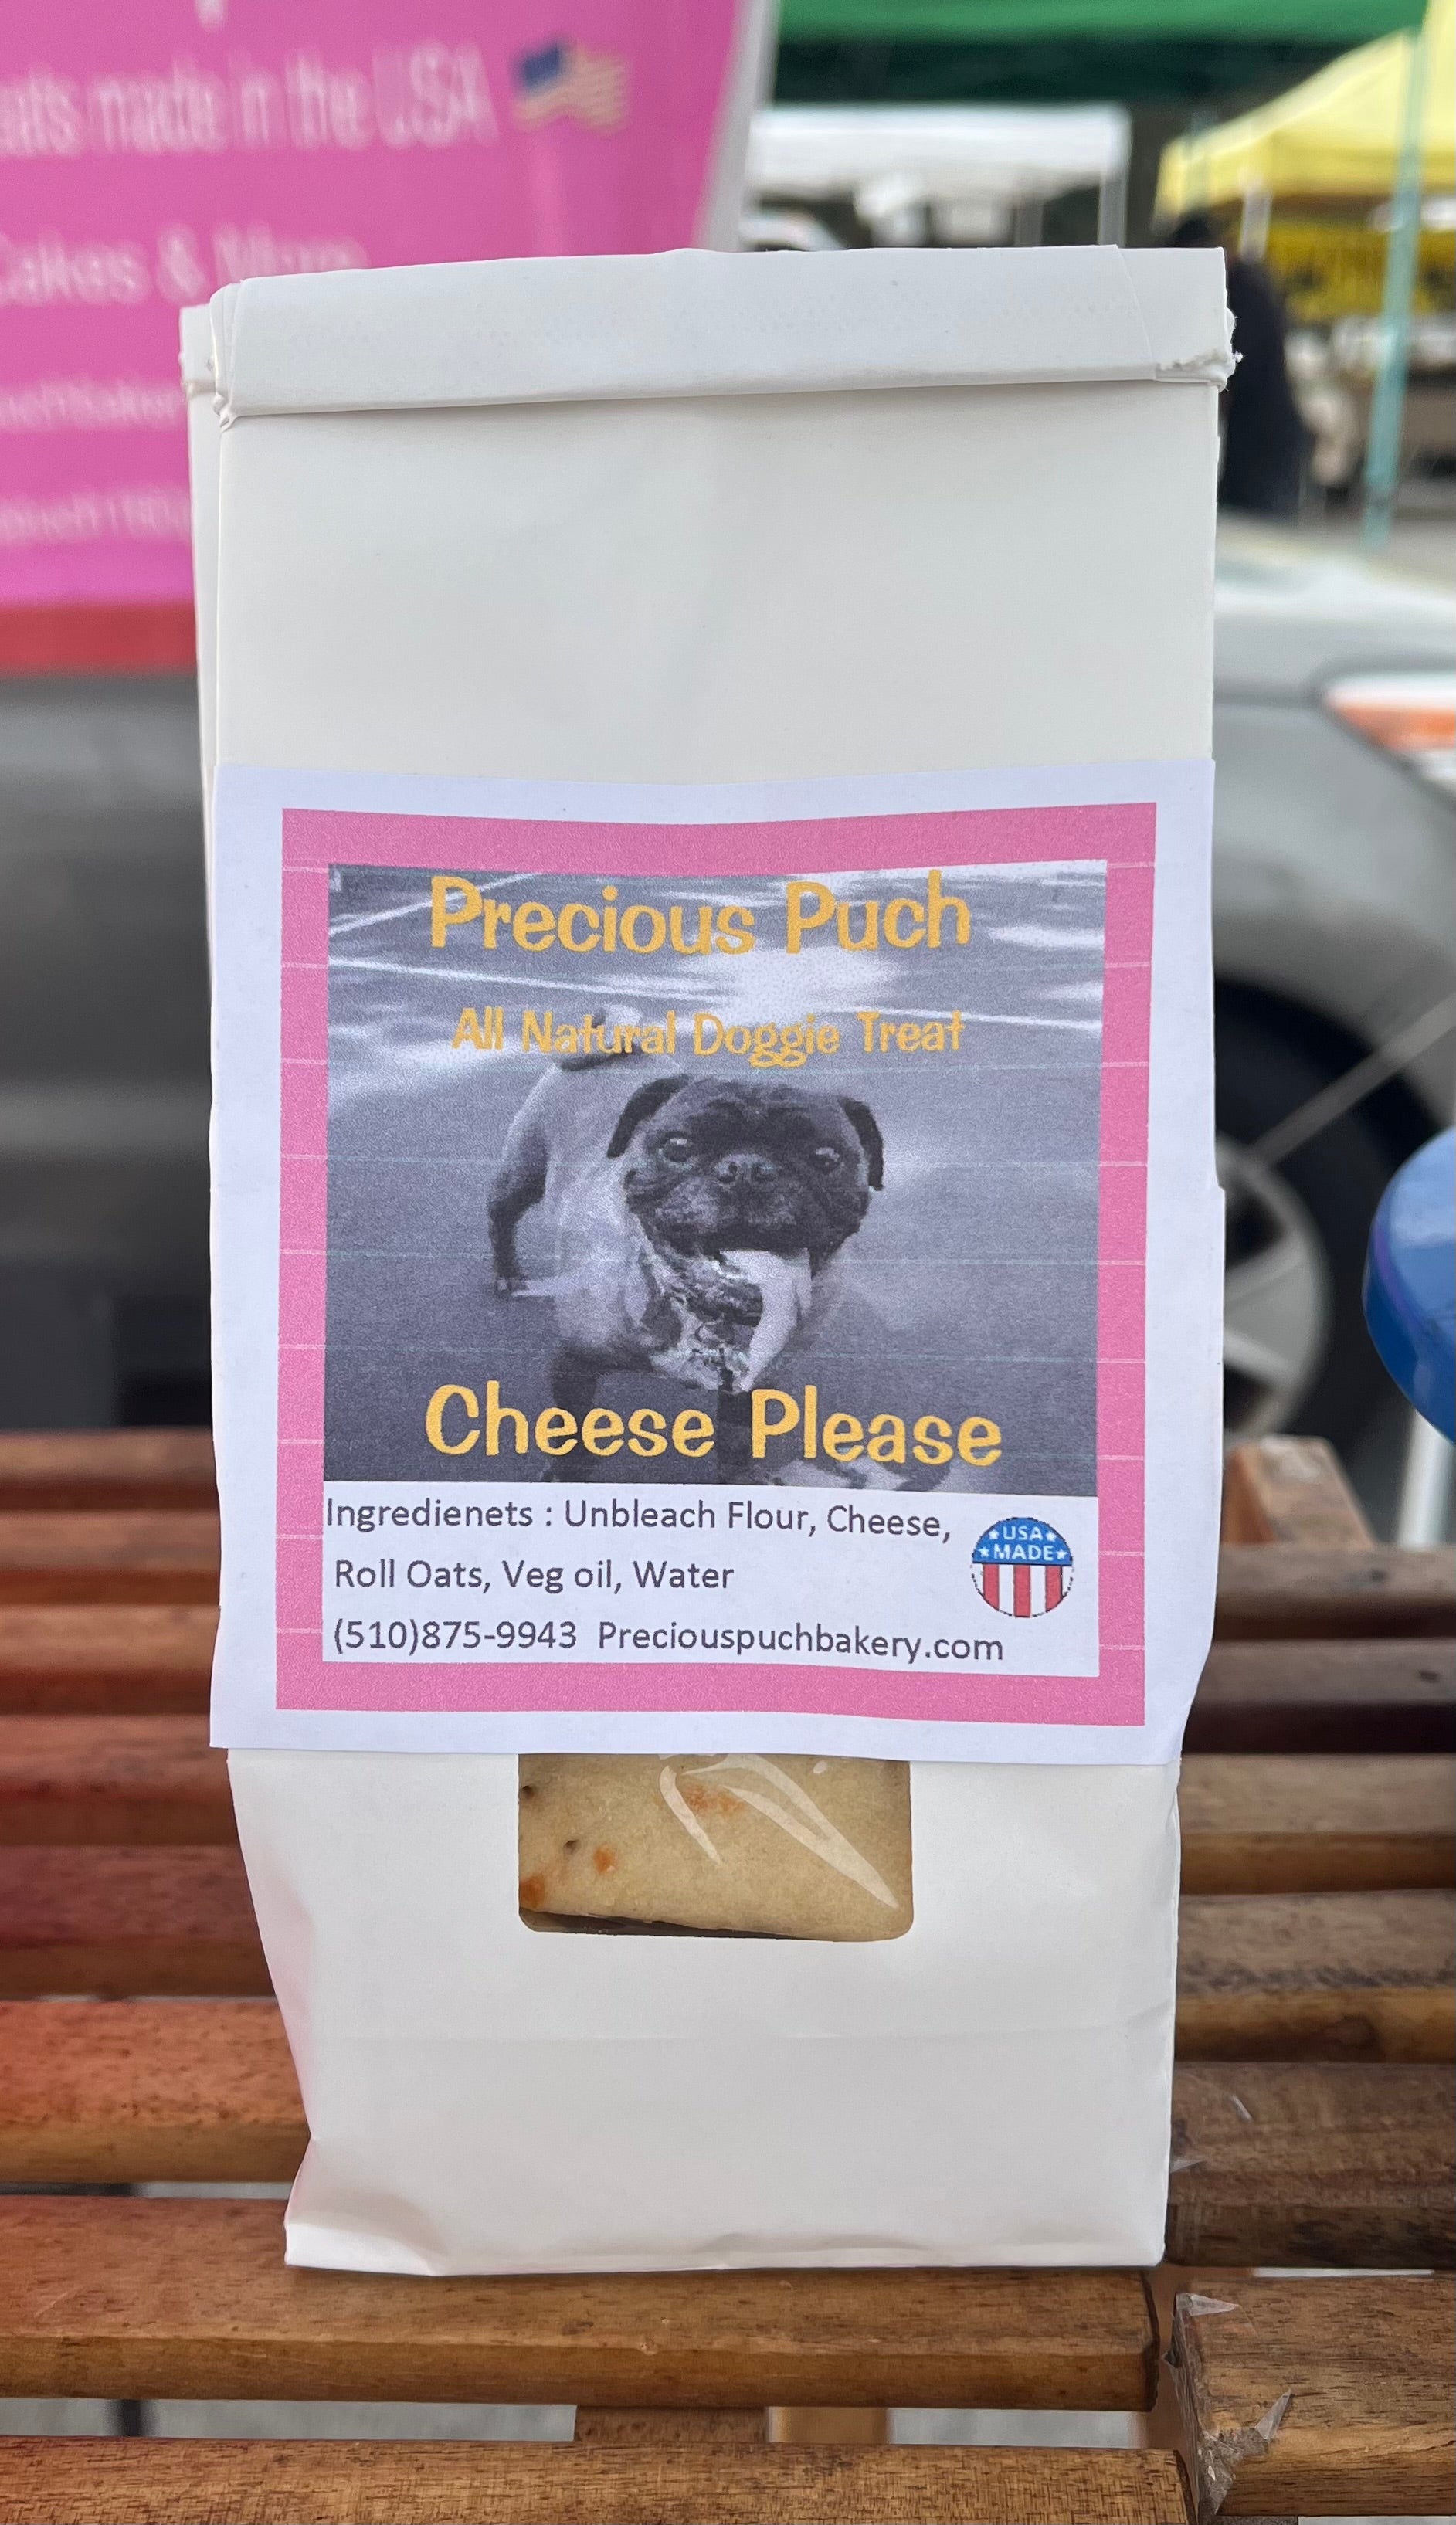 made in the USA
Cakes & More
Precious Puch
All Natural Doggie Treat
Cheese Please
Ingredienets : Unbleach Flour, Cheese,
Roll Oats, Veg oil, Water
USA
MADE
(510)875-9943 Preciouspuchbakery.com